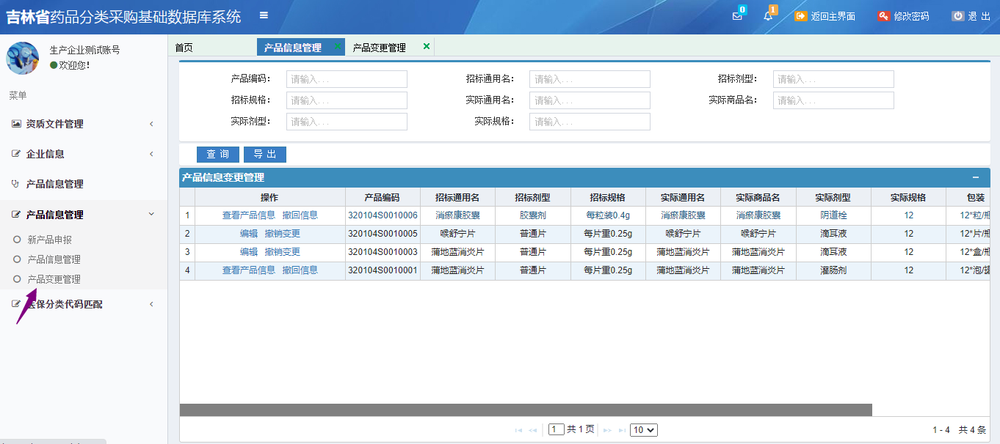 吉林省药品分类采购基础数据库系统
0
1
返回主界面
修改密码
退 出
生产企业测试账号
欢迎您!
菜单
资质文件管理
企业信息
产品信息管理
产品信息管理
新产品申报
产品信息管理
产品变更管理
医保分类代码匹配
首页 产品信息管理 × 产品变更管理 ×
产品编码： 请输入... 招标通用名： 请输入... 招标剂型： 请输入...
招标规格： 请输入... 实际通用名： 请输入... 实际商品名： 请输入...
实际剂型： 请输入... 实际规格： 请输入...
查 询 导 出
产品信息变更管理
操作 产品编码 招标通用名 招标剂型 招标规格 实际通用名 实际商品名 实际剂型 实际规格 包装
1 查看产品信息 撤回信息 320104S0010006 消瘀康胶囊 胶囊剂 每粒装0.4g 消瘀康胶囊 消瘀康胶囊 阴道栓 12 12*粒/瓶
2 编辑 撤销变更 320104S0010005 喉舒宁片 普通片 每片重0.25g 喉舒宁片 喉舒宁片 滴耳液 12 12*片/瓶
3 编辑 撤销变更 320104S0010003 蒲地蓝消炎片 普通片 每片重0.25g 蒲地蓝消炎片 蒲地蓝消炎片 滴耳液 12 12*盒/瓶
4 查看产品信息 撤回信息 320104S0010001 蒲地蓝消炎片 普通片 每片重0.25g 蒲地蓝消炎片 蒲地蓝消炎片 灌肠剂 12 12*泡/
1 共 1 页 10 1 - 4 共 4 条